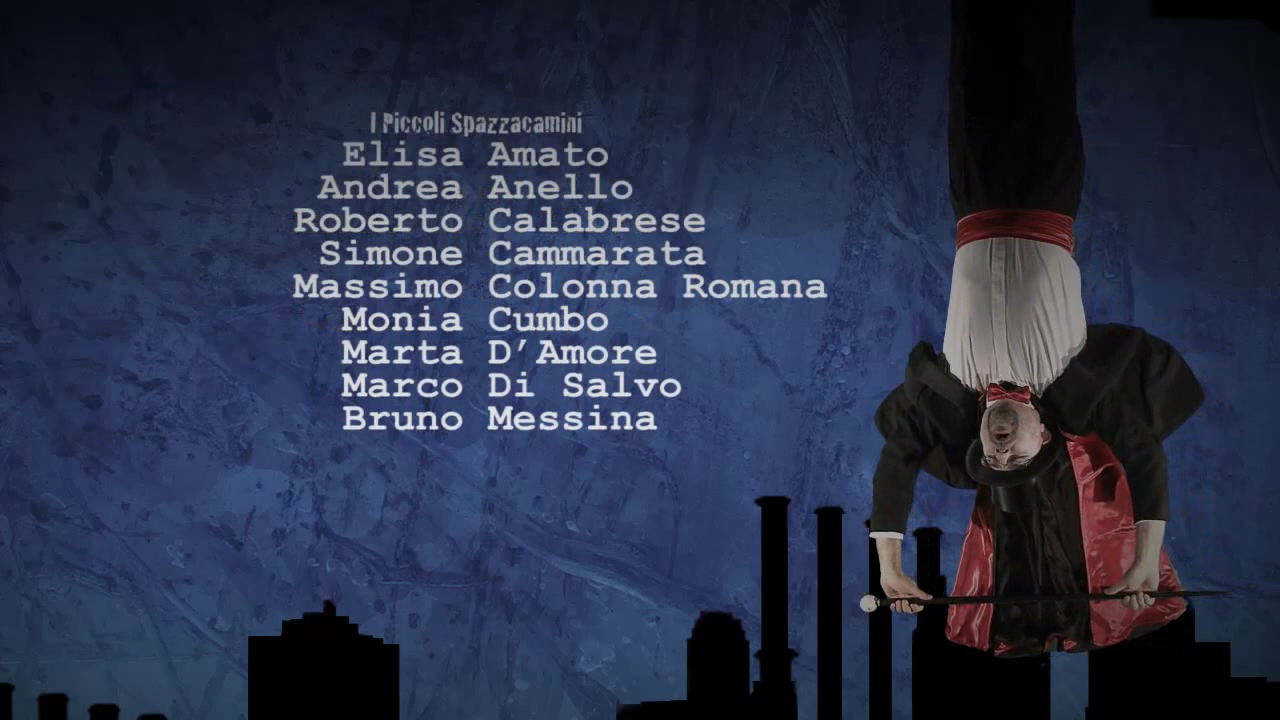 I Piccoli Spazzacamini
Elisa Amato
Andrea Anello
Roberto Calabrese
Simone Cammarata
Massimo Colonna Romana
Monia Cumbo
Marta D'Amore
Marco Di Salvo
Bruno Messina